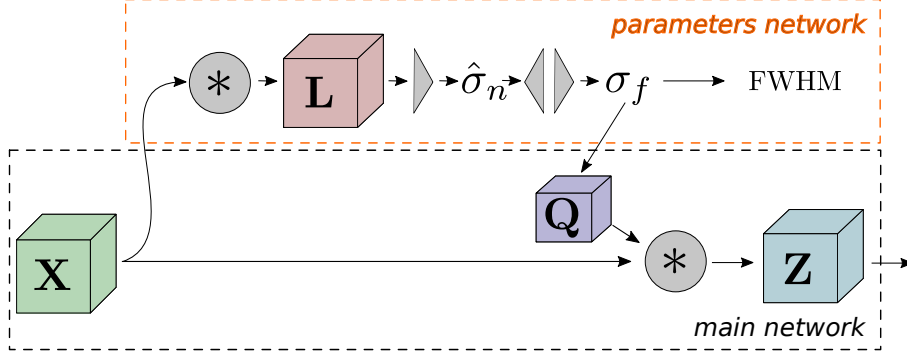 parameters network
* L σ̂n σf FWHM
Q
X * Z
main network